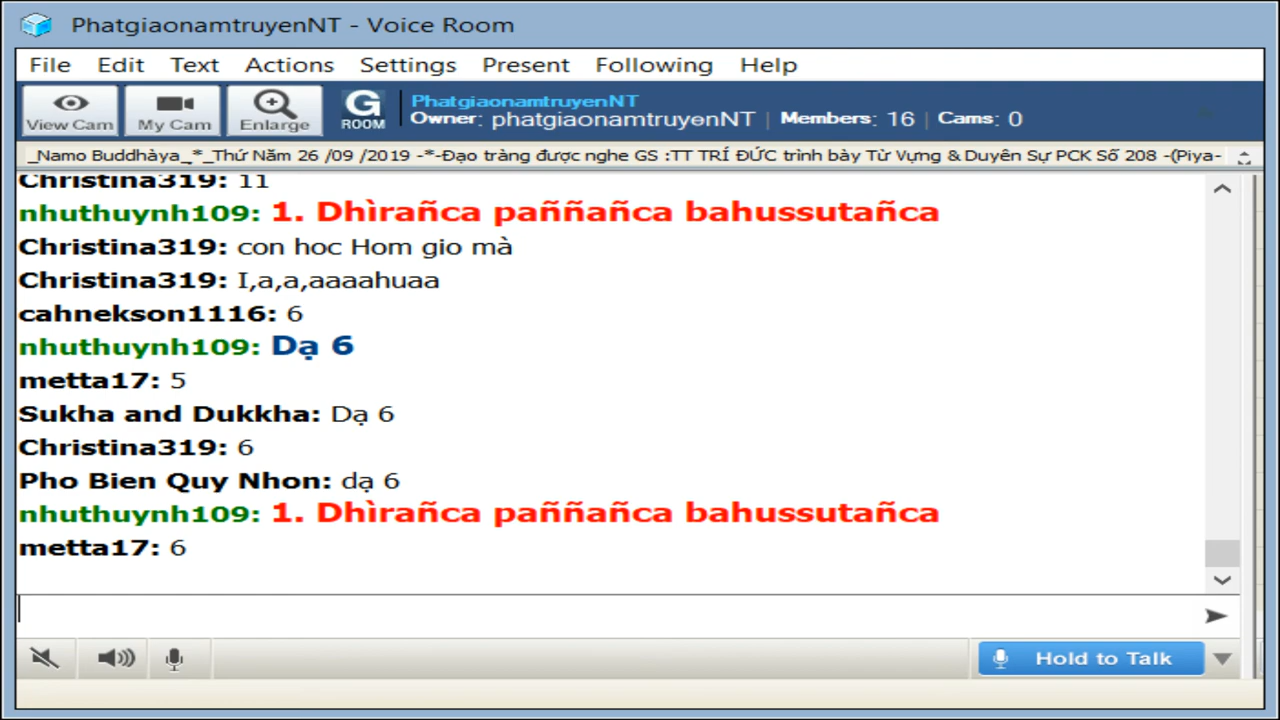 PhatgiaonamtruyenNT - Voice Room
File Edit Text Actions Settings Present Following Help
View Cam My Cam Enlarge G ROOM PhatgiaonamtruyenNT
Owner: phatgiaonamtruyenNT | Members: 16 | Cams: 0
_Namo Buddhàya_*_Thứ Năm 26 /09 /2019 -*-Đạo tràng được nghe GS :TT TRÍ ĐỨC trình bày Từ Vựng & Duyên Sự PCK Số 208 -(Piya-
Christina319: 11
nhuthuynh109: 1. Dhìrañca paññañca bahussutañca
Christina319: con hoc Hom gio mà
Christina319: I,a,a,aaaahuaa
cahnekson1116: 6
nhuthuynh109: Dạ 6
metta17: 5
Sukha and Dukkha: Dạ 6
Christina319: 6
Pho Bien Quy Nhon: dạ 6
nhuthuynh109: 1. Dhìrañca paññañca bahussutañca
metta17: 6
Hold to Talk